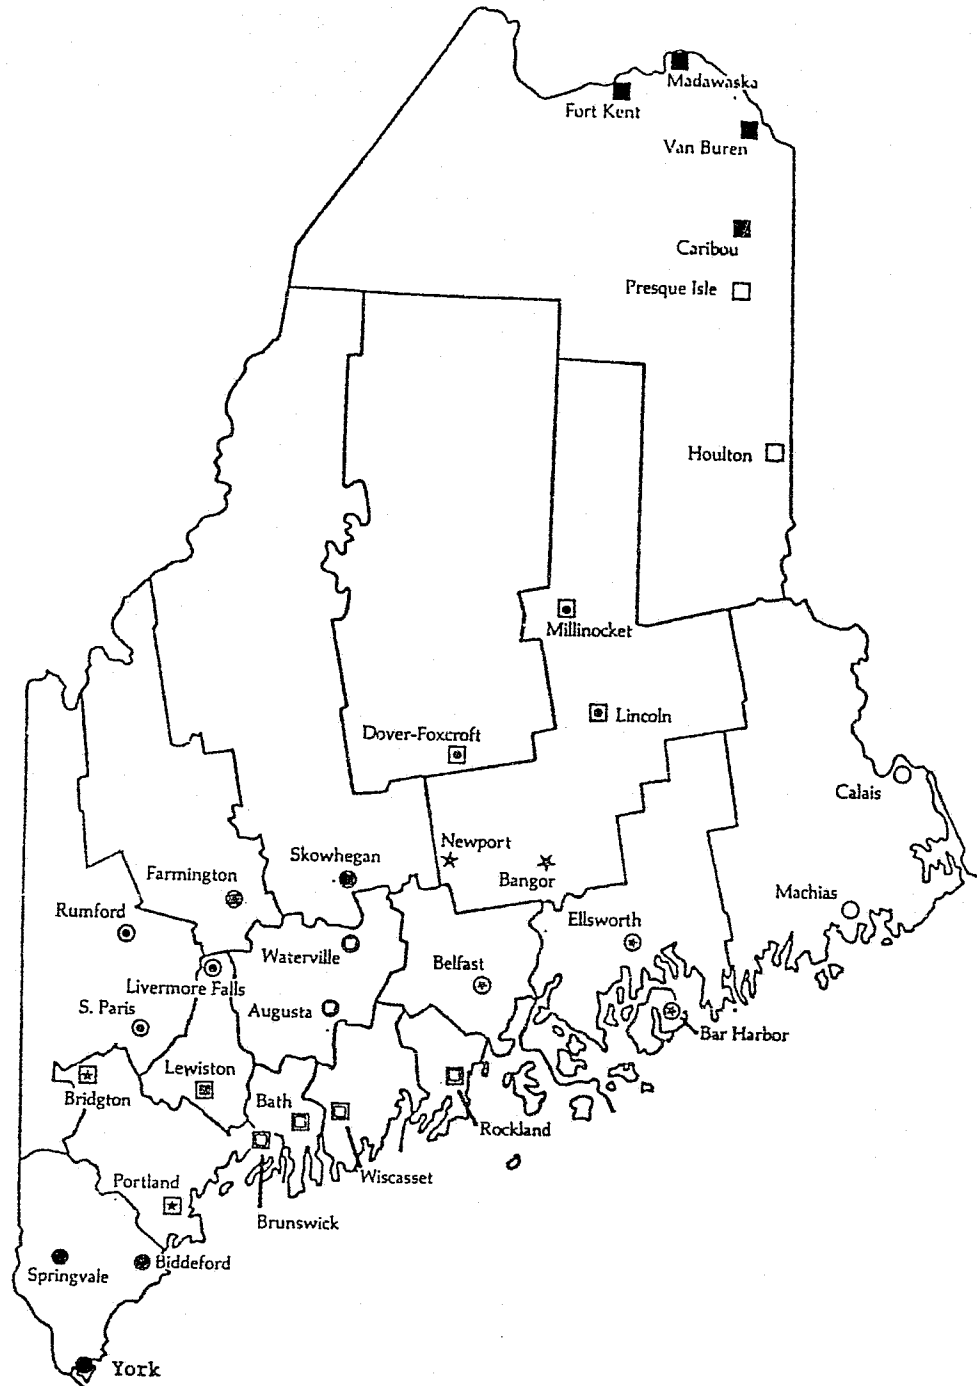 Madawaska
Fort Kent
Van Buren
Caribou
Presque Isle
Houlton
Millinocket
Lincoln
Dover-Foxcroft
Calais
Newport
Skowhegan
Bangor
Farmington
Machias
Rumford
Ellsworth
Waterville
Belfast
Livermore Falls
S. Paris
Augusta
Bar Harbor
Lewiston
Bridgton
Bath
Rockland
Wiscasset
Portland
Brunswick
Biddeford
Springvale
York